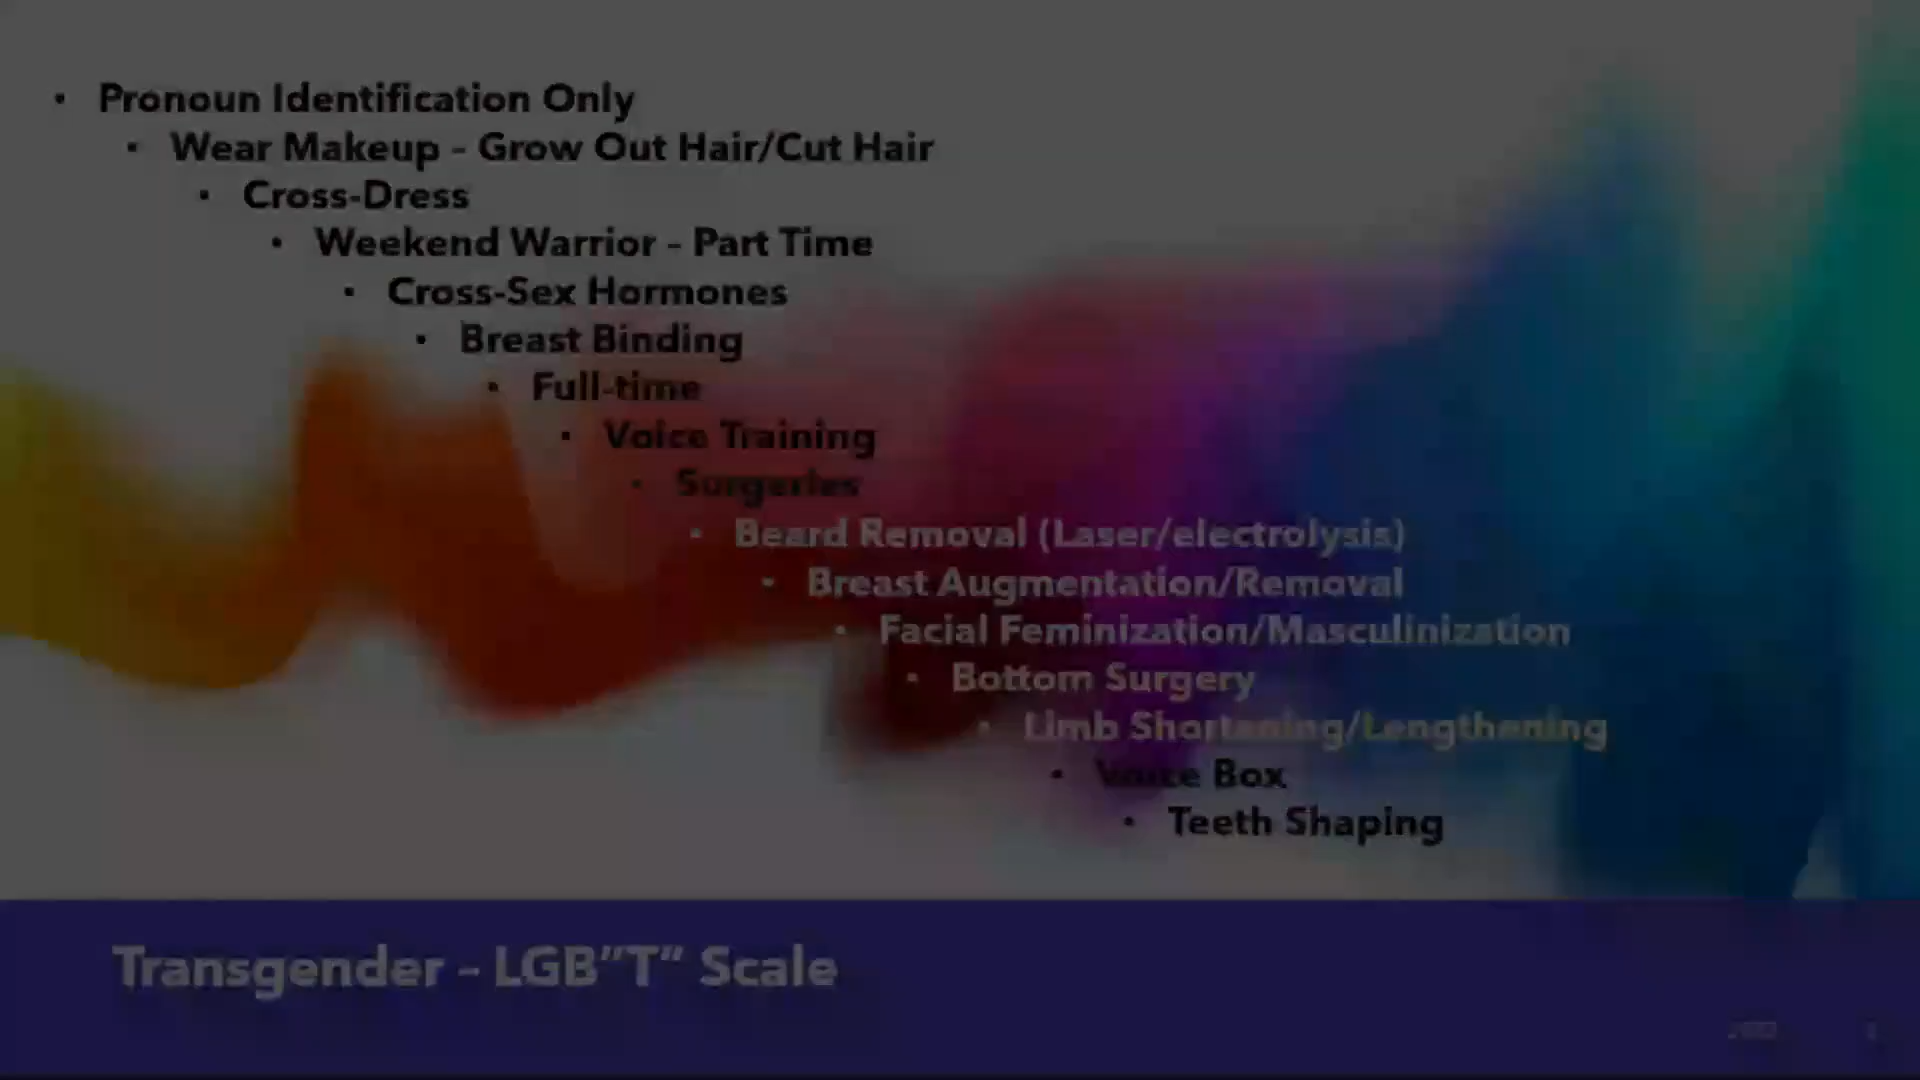 • Pronoun Identification Only
• Wear Makeup – Grow Out Hair/Cut Hair
• Cross-Dress
• Weekend Warrior – Part Time
• Cross-Sex Hormones
• Breast Binding
• Full-time
• Voice Training
• Surgeries
• Beard Removal (Laser/electrolysis)
• Breast Augmentation/Removal
• Facial Feminization/Masculinization
• Bottom Surgery
• Limb Shortening/Lengthening
• Voice Box
• Teeth Shaping
Transgender – LGB”T” Scale